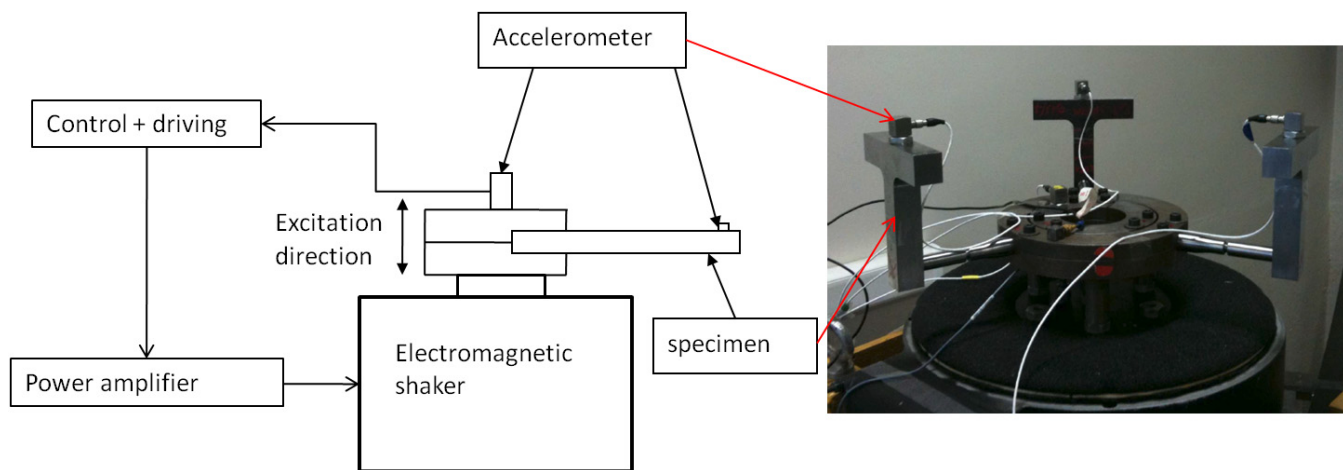 Accelerometer
Control + driving
Excitation
direction
specimen
Electromagnetic
shaker
Power amplifier